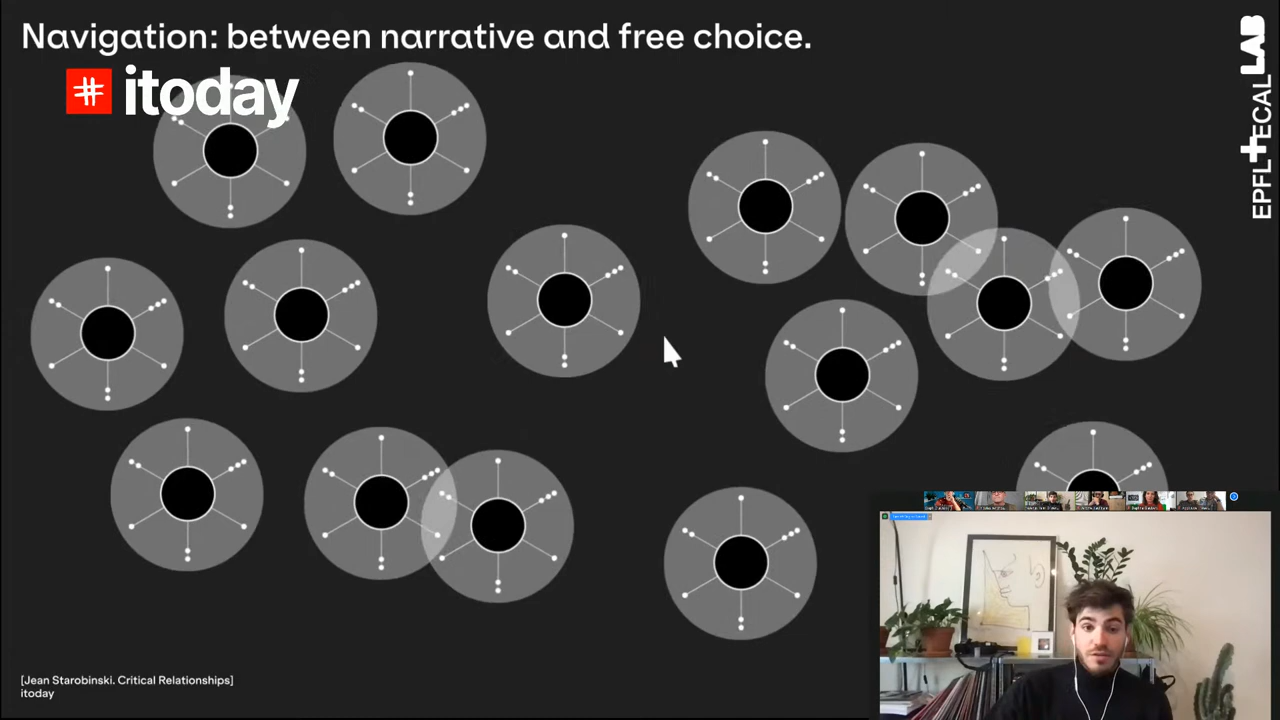 Navigation: between narrative and free choice.
# itoday
EPFL+ECAL LAB
[Jean Starobinski. Critical Relationships]
itoday